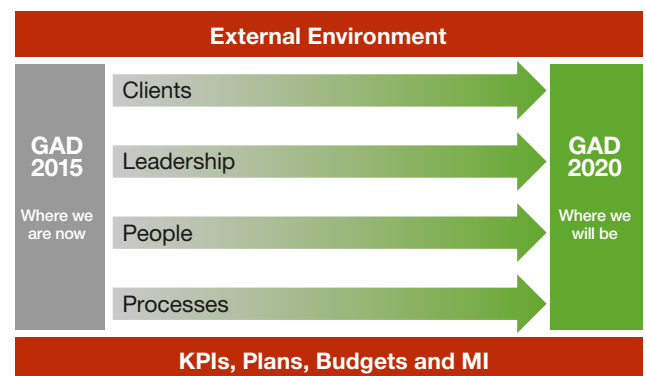 External Environment
GAD
2015
Where we
are now
Clients
Leadership
People
Processes
GAD
2020
Where we
will be
KPIs, Plans, Budgets and MI